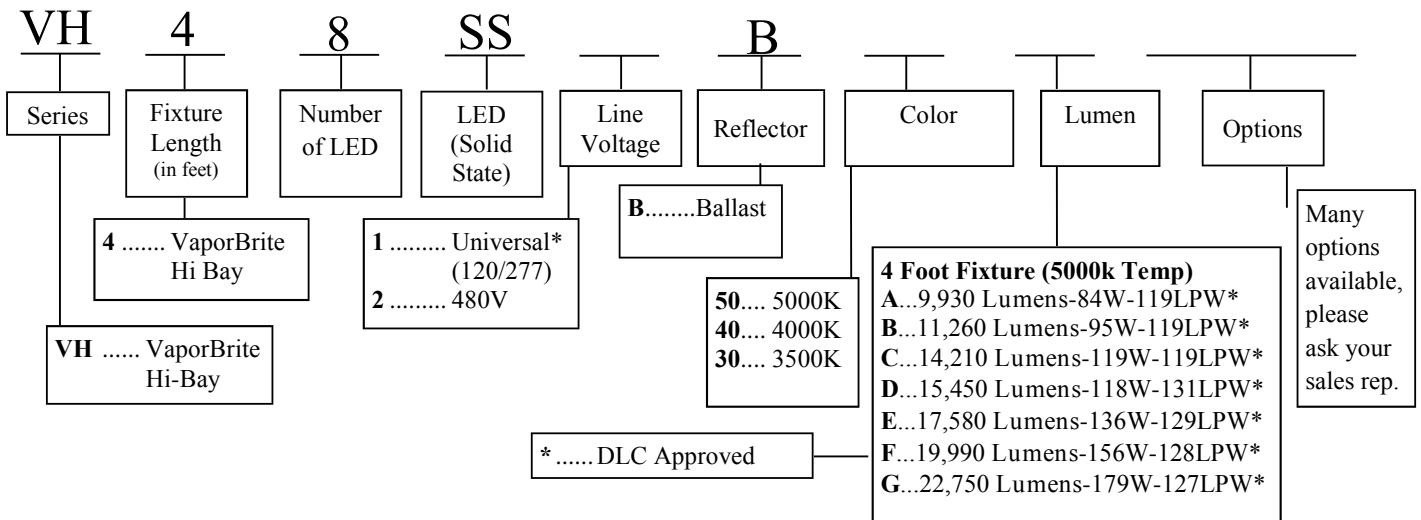 VH 4 8 SS B
Series
Fixture
Length
(in feet)
Number
of LED
LED
(Solid
State)
Line
Voltage
Reflector
Color
Lumen
Options
4 ....... VaporBrite
Hi Bay
VH ...... VaporBrite
Hi-Bay
1 ......... Universal*
(120/277)
2 ......... 480V
B........Ballast
50.... 5000K
40.... 4000K
30.... 3500K
4 Foot Fixture (5000k Temp)
A...9,930 Lumens-84W-119LPW*
B...11,260 Lumens-95W-119LPW*
C...14,210 Lumens-119W-119LPW*
D...15,450 Lumens-118W-131LPW*
E...17,580 Lumens-136W-129LPW*
F...19,990 Lumens-156W-128LPW*
G...22,750 Lumens-179W-127LPW*
* ......DLC Approved
Many
options
available,
please
ask your
sales rep.